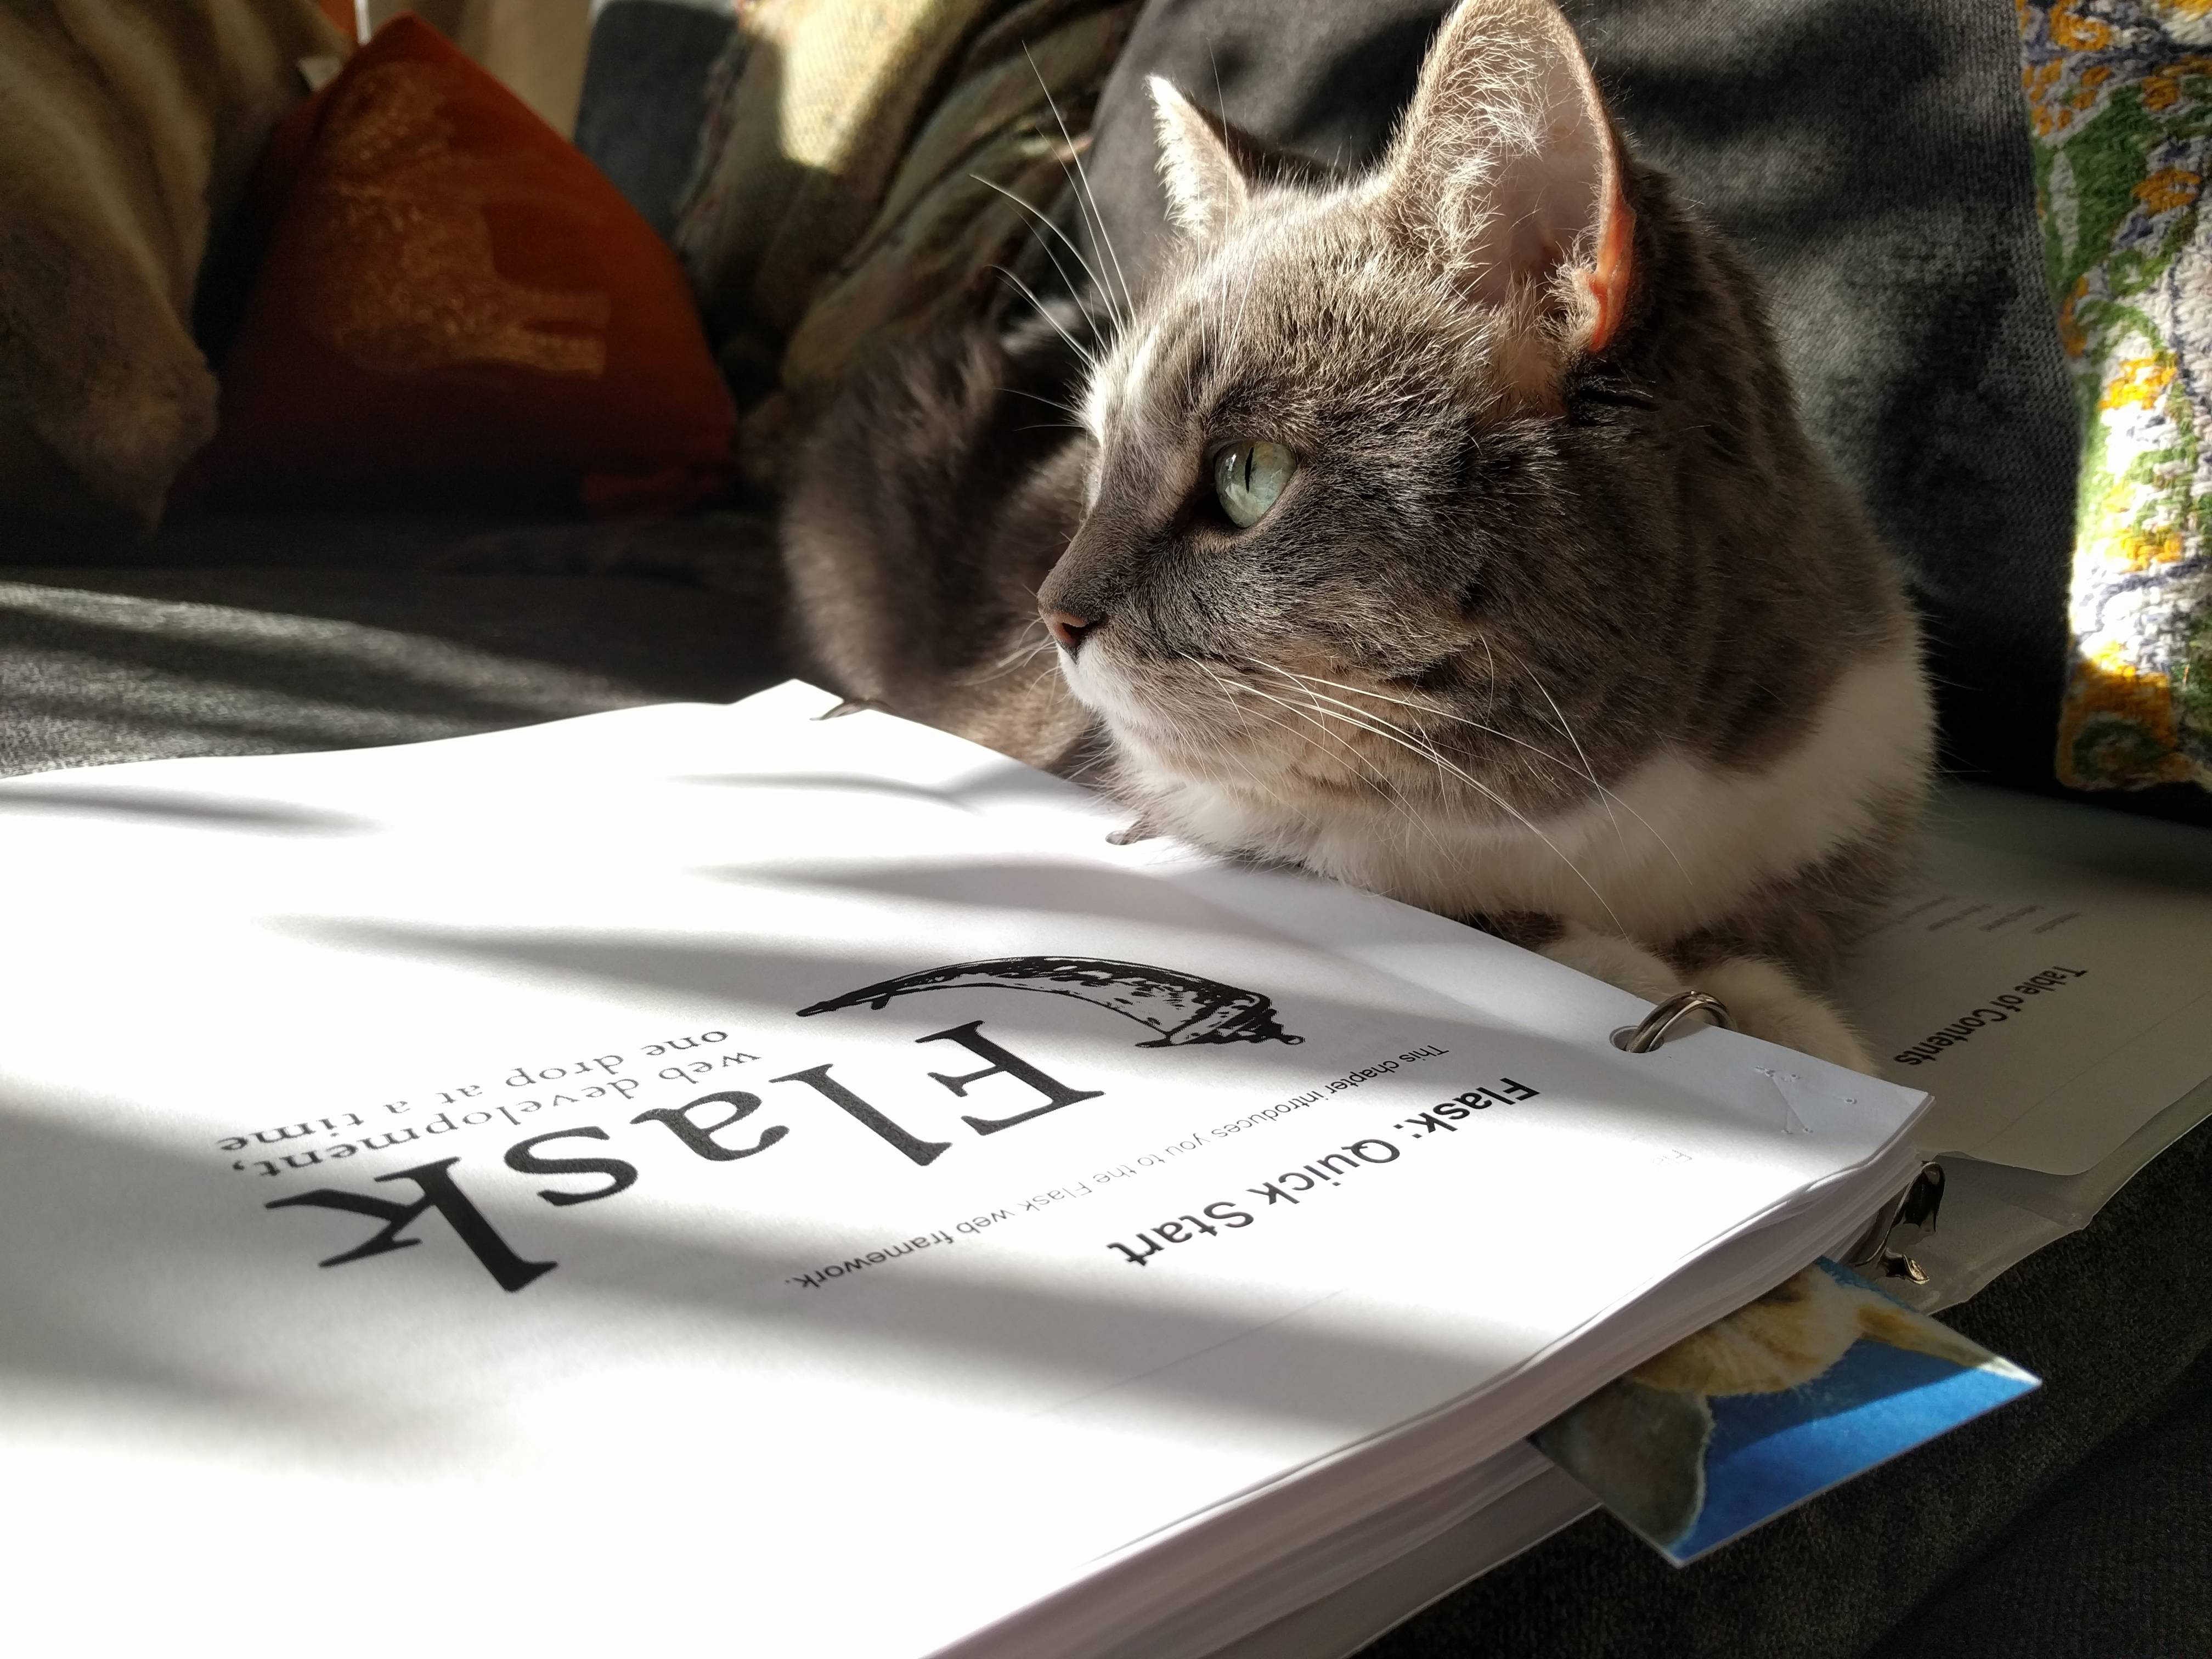 Flask: Quick Start
This chapter introduces you to the Flask web framework.
Flask
web development,
one drop at a time
Table of Contents